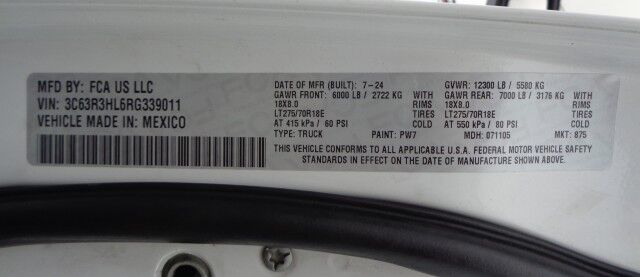 MFD BY: FCA US LLC
VIN: 3C63R3HL6RG339011
VEHICLE MADE IN: MEXICO
DATE OF MFR (BUILT): 7-24
GAWR FRONT: 6000 LB / 2722 KG
18X8.0 RIMS
LT275/70R18E TIRES
AT 415 kPa / 60 PSI COLD
TYPE: TRUCK PAINT: PW7
GVWR: 12300 LB / 5580 KG
GAWR REAR: 7000 LB / 3176 KG
18X8.0 RIMS
LT275/70R18E TIRES
AT 550 kPa / 80 PSI COLD
MDH: 071105 MKT: 875
THIS VEHICLE CONFORMS TO ALL APPLICABLE U.S.A. FEDERAL MOTOR VEHICLE SAFETY
STANDARDS IN EFFECT ON THE DATE OF MANUFACTURE SHOWN ABOVE.